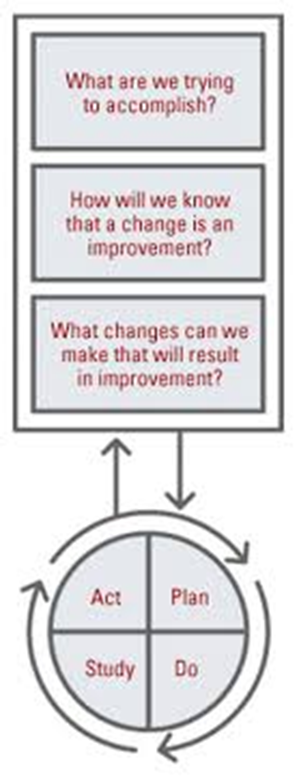 What are we trying
to accomplish?
How will we know
that a change is an
improvement?
What changes can we
make that will result
in improvement?
Act Plan
Study Do